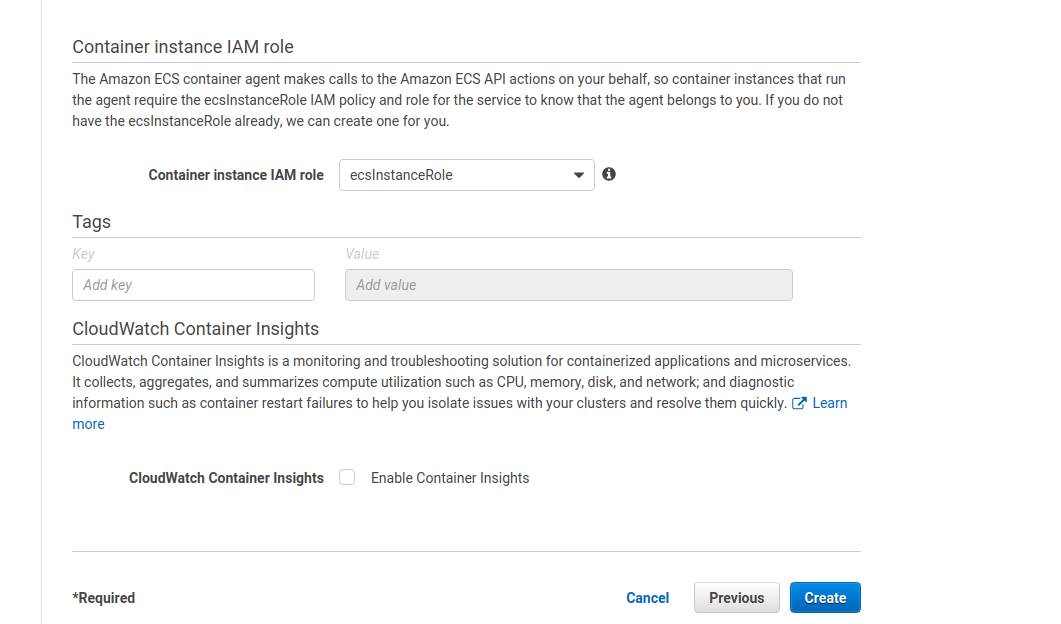 Container instance IAM role
The Amazon ECS container agent makes calls to the Amazon ECS API actions on your behalf, so container instances that run
the agent require the ecsInstanceRole IAM policy and role for the service to know that the agent belongs to you. If you do not
have the ecsInstanceRole already, we can create one for you.
Container instance IAM role ecsInstanceRole
Tags
Key Value
Add key Add value
CloudWatch Container Insights
CloudWatch Container Insights is a monitoring and troubleshooting solution for containerized applications and microservices.
It collects, aggregates, and summarizes compute utilization such as CPU, memory, disk, and network; and diagnostic
information such as container restart failures to help you isolate issues with your clusters and resolve them quickly. Learn
more
CloudWatch Container Insights Enable Container Insights
*Required Cancel Previous Create